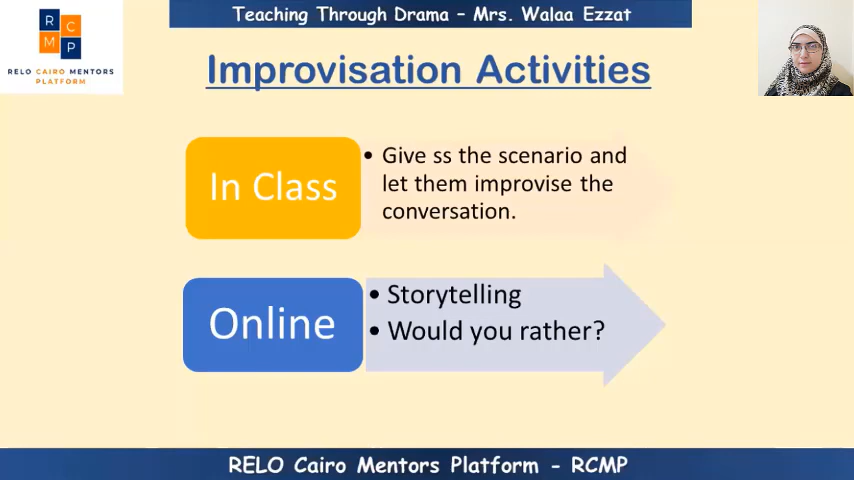 Teaching Through Drama – Mrs. Walaa Ezzat
R C
M P
RELO CAIRO MENTORS
PLATFORM
Improvisation Activities
In Class
• Give ss the scenario and
let them improvise the
conversation.
Online
• Storytelling
• Would you rather?
RELO Cairo Mentors Platform - RCMP